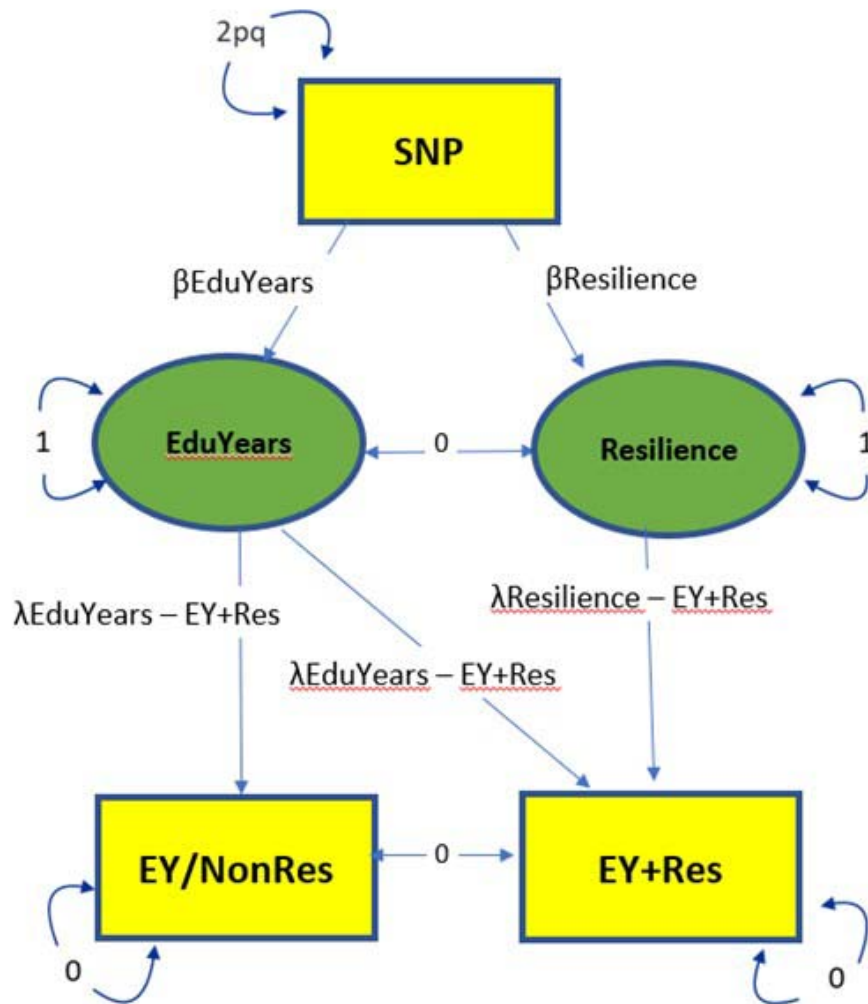 2pq
SNP
βEduYears
βResilience
1
EduYears
0
Resilience
1
λEduYears – EY+Res
λResilience – EY+Res
λEduYears – EY+Res
EY/NonRes
0
EY+Res
0
0